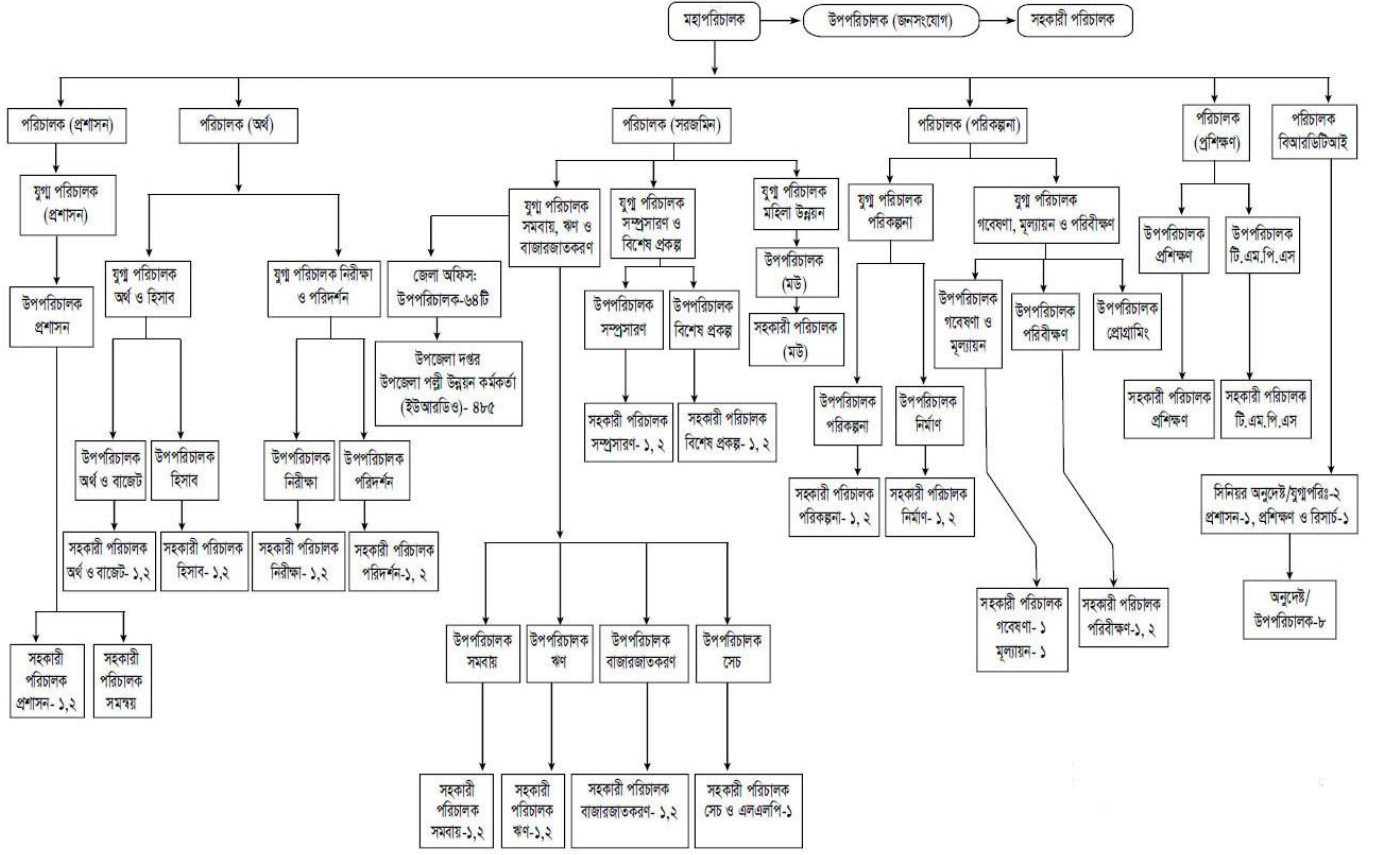 মহাপরিচালক
উপপরিচালক (জনসংযোগ)
সহকারী পরিচালক
পরিচালক (প্রশাসন)
যুগ্ম পরিচালক
(প্রশাসন)
উপপরিচালক
প্রশাসন
সহকারী
পরিচালক
প্রশাসন- ১,২
সহকারী
পরিচালক
সমন্বয়
পরিচালক (অর্থ)
যুগ্ম পরিচালক
অর্থ ও হিসাব
উপপরিচালক
অর্থ ও বাজেট
সহকারী পরিচালক
অর্থ ও বাজেট- ১,২
উপপরিচালক
হিসাব
সহকারী পরিচালক
হিসাব- ১,২
যুগ্ম পরিচালক নিরীক্ষা
ও পরিদর্শন
উপপরিচালক
নিরীক্ষা
সহকারী পরিচালক
নিরীক্ষা- ১,২
উপপরিচালক
পরিদর্শন
সহকারী পরিচালক
পরিদর্শন-১, ২
পরিচালক (সরজমিন)
যুগ্ম পরিচালক
সমবায়, ঋণ ও
বাজারজাতকরণ
জেলা অফিস:
উপপরিচালক-৬৪টি
উপজেলা দপ্তর
উপজেলা পল্লী উন্নয়ন কর্মকর্তা
(ইউআরডিও)- ৪৮৫
উপপরিচালক
সমবায়
সহকারী
পরিচালক
সমবায়-১,২
উপপরিচালক
ঋণ
সহকারী
পরিচালক
ঋণ-১,২
উপপরিচালক
বাজারজাতকরণ
সহকারী পরিচালক
বাজারজাতকরণ- ১,২
উপপরিচালক
সেচ
সহকারী পরিচালক
সেচ ও এলএলপি-১
যুগ্ম পরিচালক
সম্প্রসারণ ও
বিশেষ প্রকল্প
উপপরিচালক
সম্প্রসারণ
সহকারী পরিচালক
সম্প্রসারণ- ১, ২
উপপরিচালক
বিশেষ প্রকল্প
সহকারী পরিচালক
বিশেষ প্রকল্প- ১, ২
যুগ্ম পরিচালক
মহিলা উন্নয়ন
উপপরিচালক
(মউ)
সহকারী পরিচালক
(মউ)
পরিচালক (পরিকল্পনা)
যুগ্ম পরিচালক
পরিকল্পনা
উপপরিচালক
পরিকল্পনা
সহকারী পরিচালক
পরিকল্পনা- ১, ২
উপপরিচালক
নির্মাণ
সহকারী পরিচালক
নির্মাণ- ১, ২
যুগ্ম পরিচালক
গবেষণা, মূল্যায়ন ও পরিবীক্ষণ
উপপরিচালক
গবেষণা ও
মূল্যায়ন
সহকারী পরিচালক
গবেষণা- ১
মূল্যায়ন- ১
উপপরিচালক
পরিবীক্ষণ
সহকারী পরিচালক
পরিবীক্ষণ-১, ২
উপপরিচালক
প্রোগ্রামিং
পরিচালক
(প্রশিক্ষণ)
উপপরিচালক
প্রশিক্ষণ
সহকারী পরিচালক
প্রশিক্ষণ
উপপরিচালক
টি.এম.পি.এস
সহকারী পরিচালক
টি.এম.পি.এস
পরিচালক
বিআরডিটিআই
সিনিয়র অনুদেষ্ট/যুগ্মপরিঃ-২
প্রশাসন-১, প্রশিক্ষণ ও রিসার্চ-১
অনুদেষ্ট/
উপপরিচালক-৮